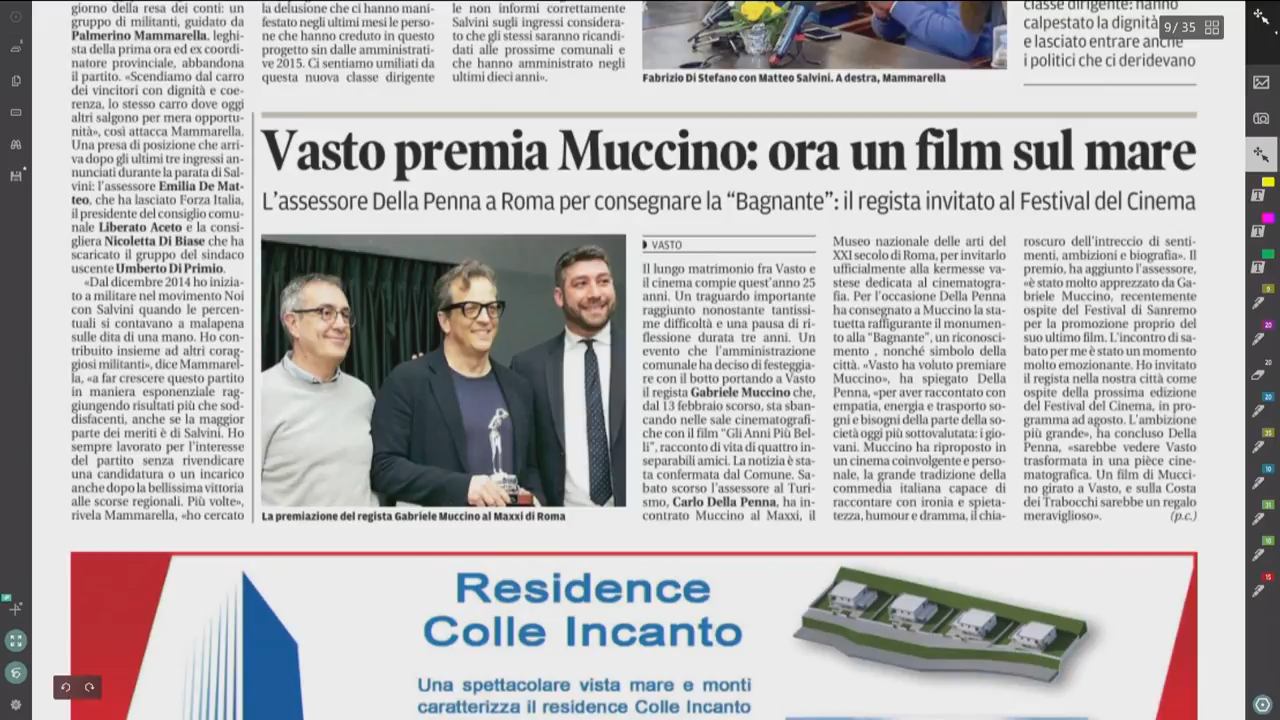 giorno della resa dei conti: un
gruppo di militanti, guidato da
Palmerino Mammarella, leghi-
sta della prima ora ed ex coordi-
natore provinciale, abbandona
il partito. «Scendiamo dal carro
dei vincitori con dignità e coe-
renza, lo stesso carro dove oggi
altri salgono per mera opportu-
nità», così attacca Mammarella.
Una presa di posizione che arri-
va dopo gli ultimi tre ingressi an-
nunciati durante la parata di Sal-
vini: l'assessore Emilia De Mat-
teo, che ha lasciato Forza Italia,
il presidente del consiglio comu-
nale Liberato Aceto e la consi-
gliera Nicoletta Di Biase che ha
scaricato il gruppo del sindaco
uscente Umberto Di Primio.
«Dal dicembre 2014 ho inizia-
to a militare nel movimento Noi
con Salvini quando le percen-
tuali si contavano a malapena
sulle dita di una mano. Ho con-
tribuito insieme ad altri corag-
giosi militanti», dice Mammarel-
la, «a far crescere questo partito
in maniera esponenziale rag-
giungendo risultati più che sod-
disfacenti, anche se la maggior
parte dei meriti è di Salvini. Ho
sempre lavorato per l'interesse
del partito senza rivendicare
una candidatura o un incarico
anche dopo la bellissima vittoria
alle scorse regionali. Più volte»,
rivela Mammarella, «ho cercato
la delusione che ci hanno mani-
festato negli ultimi mesi le perso-
ne che hanno creduto in questo
progetto sin dalle amministrati-
ve 2015. Ci sentiamo umiliati da
questa nuova classe dirigente
le non informi correttamente
Salvini sugli ingressi considera-
to che gli stessi saranno ricandi-
dati alle prossime comunali e
che hanno amministrato negli
ultimi dieci anni».
Fabrizio Di Stefano con Matteo Salvini. A destra, Mammarella
classe dirigente: hanno
calpestato la dignità
e lasciato entrare anche
i politici che ci deridevano
9 / 35
Vasto premia Muccino: ora un film sul mare
L'assessore Della Penna a Roma per consegnare la “Bagnante”: il regista invitato al Festival del Cinema
La premiazione del regista Gabriele Muccino al Maxxi di Roma
VASTO
Il lungo matrimonio fra Vasto e
il cinema compie quest'anno 25
anni. Un traguardo importante
raggiunto nonostante tantissi-
me difficoltà e una pausa di ri-
flessione durata tre anni. Un
evento che l'amministrazione
comunale ha deciso di festeggia-
re con il botto portando a Vasto
il regista Gabriele Muccino che,
dal 13 febbraio scorso, sta sban-
cando nelle sale cinematografi-
che con il film “Gli Anni Più Bel-
li”, racconto di vita di quattro in-
separabili amici. La notizia è sta-
ta confermata dal Comune. Sa-
bato scorso l'assessore al Turi-
smo, Carlo Della Penna, ha in-
contrato Muccino al Maxxi, il
Museo nazionale delle arti del
XXI secolo di Roma, per invitarlo
ufficialmente alla kermesse va-
stese dedicata al cinematogra-
fia. Per l'occasione Della Penna
ha consegnato a Muccino la sta-
tuetta raffigurante il monumen-
to alla “Bagnante”, un riconosci-
mento , nonché simbolo della
città. «Vasto ha voluto premiare
Muccino», ha spiegato Della
Penna, «per aver raccontato con
empatia, energia e trasporto so-
gni e bisogni della parte della so-
cietà oggi più sottovalutata: i gio-
vani. Muccino ha riproposto in
un cinema coinvolgente e perso-
nale, la grande tradizione della
commedia italiana capace di
raccontare con ironia e spieta-
tezza, humour e dramma, il chia-
roscuro dell'intreccio di senti-
menti, ambizioni e biografia». Il
premio, ha aggiunto l'assessore,
«è stato molto apprezzato da Ga-
briele Muccino, recentemente
ospite del Festival di Sanremo
per la promozione proprio del
suo ultimo film. L'incontro di sa-
bato per me è stato un momento
molto emozionante. Ho invitato
il regista nella nostra città come
ospite della prossima edizione
del Festival del Cinema, in pro-
gramma ad agosto. L'ambizione
più grande», ha concluso Della
Penna, «sarebbe vedere Vasto
trasformata in una pièce cine-
matografica. Un film di Mucci-
no girato a Vasto, e sulla Costa
dei Trabocchi sarebbe un regalo
meraviglioso». (p.c.)
Residence
Colle Incanto
Una spettacolare vista mare e monti
caratterizza il residence Colle Incanto